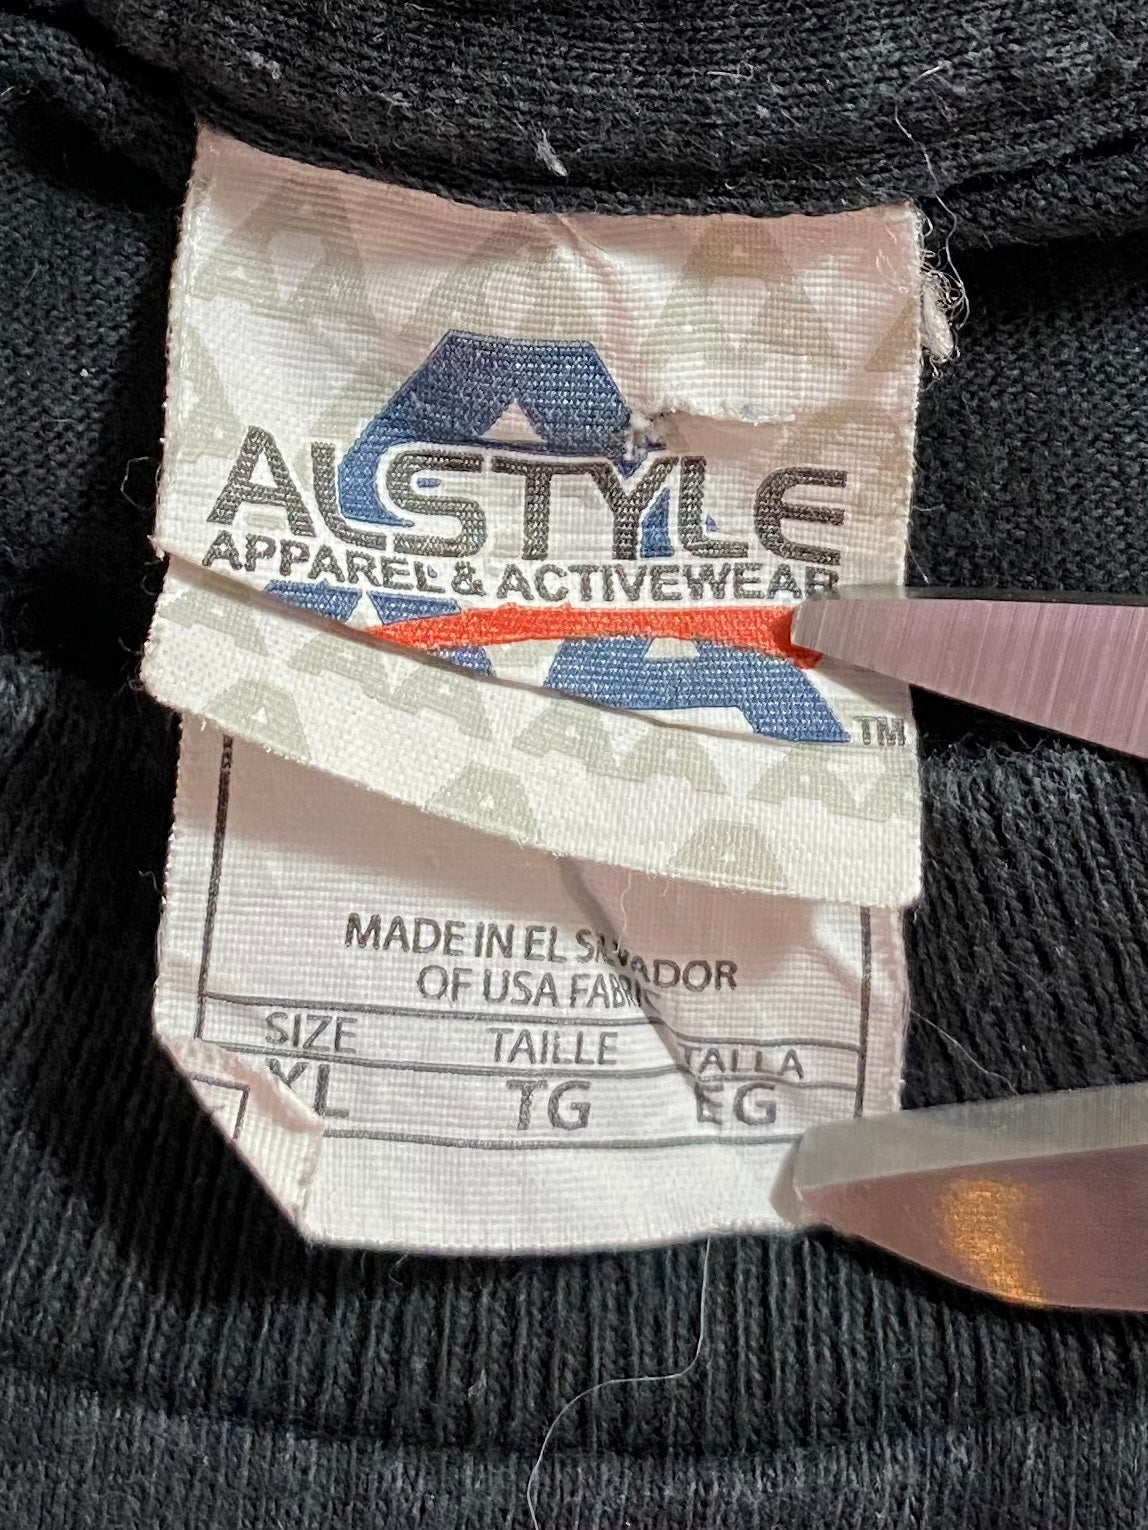 ALSTYLE
APPAREL & ACTIVEWEAR
TM
MADE IN EL SALVADOR
OF USA FABRIC
SIZE TAILLE TALLA
XL TG EG